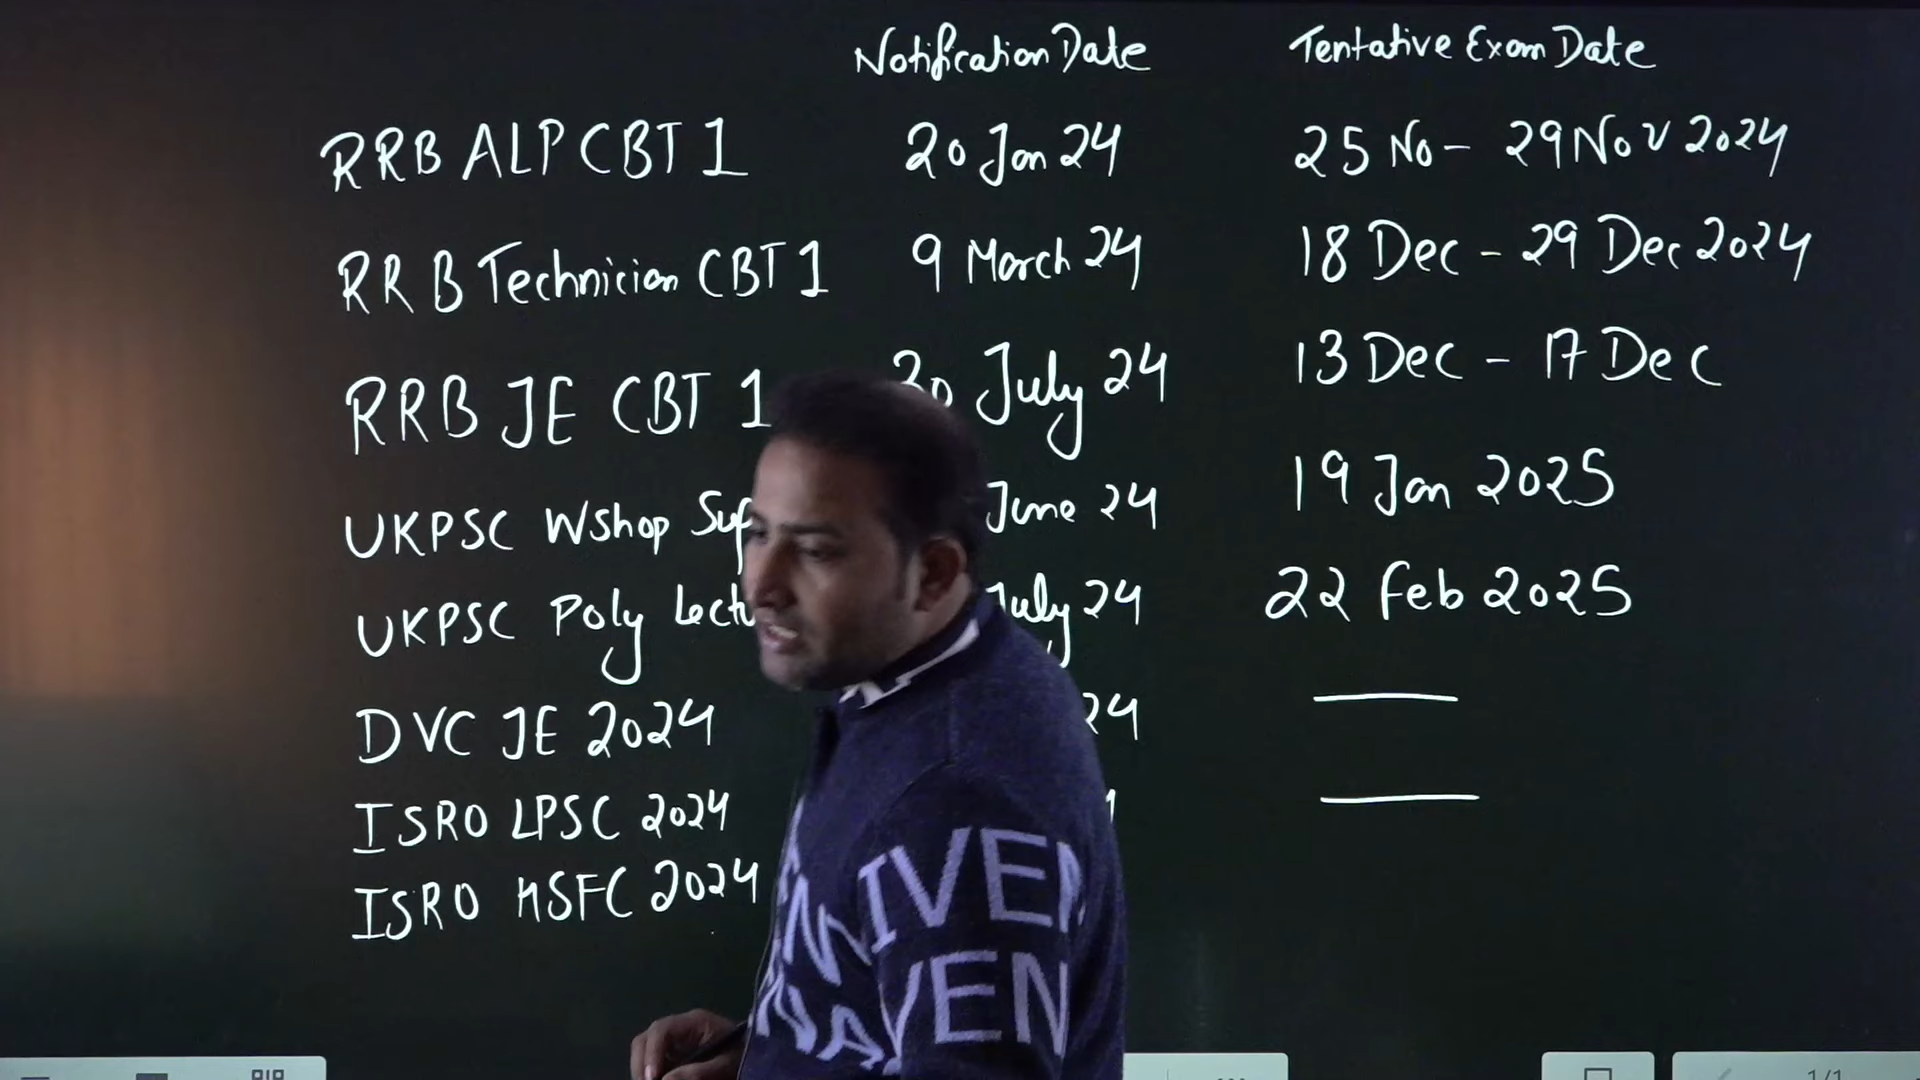 Notification Date Tentative Exam Date
RRB ALP CBT 1 20 Jan 24 25 No - 29 Nov 2024
RRB Technician CBT 1 9 March 24 18 Dec - 29 Dec 2024
RRB JE CBT 1 July 24 13 Dec - 17 Dec
UKPSC Wshop June 24 19 Jan 2025
UKPSC Poly July 24 22 Feb 2025
DVC JE 2024 24
ISRO LPSC 2024
ISRO HSFC 2024
1/1